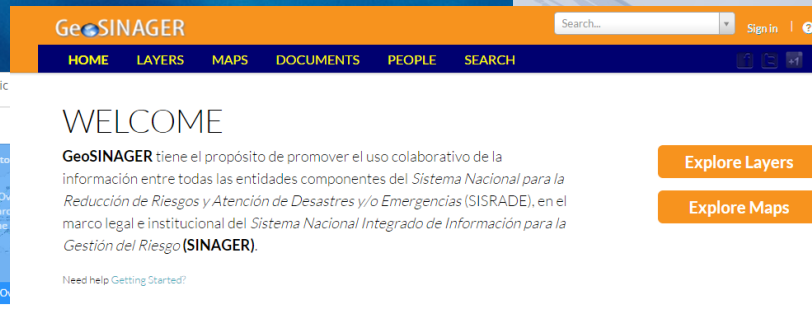 GeoSINAGER
Search...
Sign in
HOME LAYERS MAPS DOCUMENTS PEOPLE SEARCH
+1
WELCOME
GeoSINAGER tiene el propósito de promover el uso colaborativo de la
información entre todas las entidades componentes del Sistema Nacional para la
Reducción de Riesgos y Atención de Desastres y/o Emergencias (SISRADE), en el
marco legal e institucional del Sistema Nacional Integrado de Información para la
Gestión del Riesgo (SINAGER).
Explore Layers
Explore Maps
Need help Getting Started?